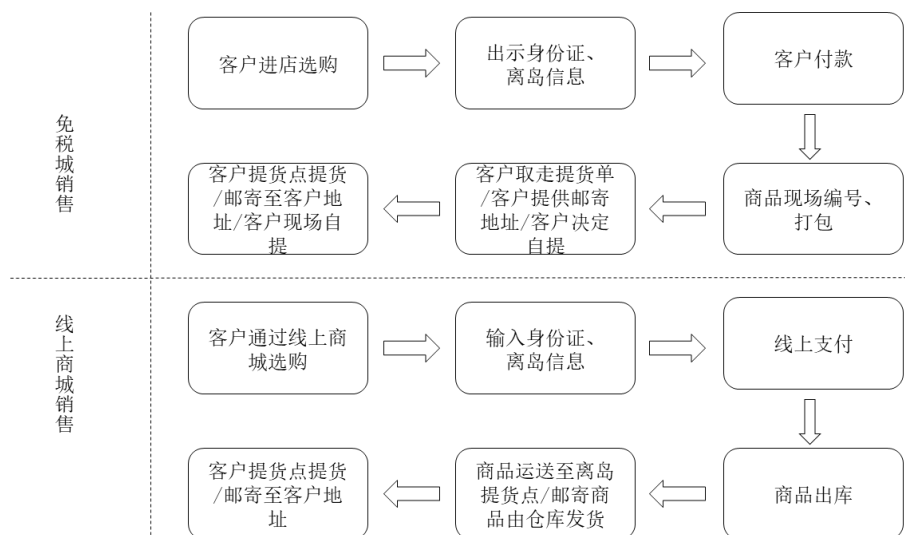 免税城销售
客户进店选购
出示身份证、
离岛信息
客户付款
商品现场编号、
打包
客户取走提货单
/客户提供邮寄
地址/客户决定
自提
客户提货点提货
/邮寄至客户地
址/客户现场自
提
线上商城销售
客户通过线上商
城选购
输入身份证、
离岛信息
线上支付
商品出库
商品运送至离岛
提货点/邮寄商
品由仓库发货
客户提货点提货
/邮寄至客户地
址